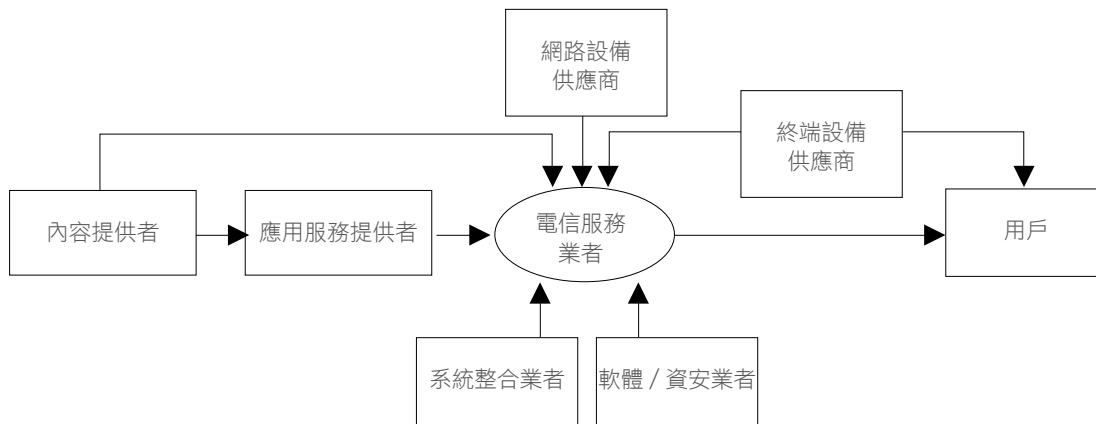 網路設備
供應商
終端設備
供應商
內容提供者
應用服務提供者
電信服務
業者
用戶
系統整合業者
軟體 / 資安業者